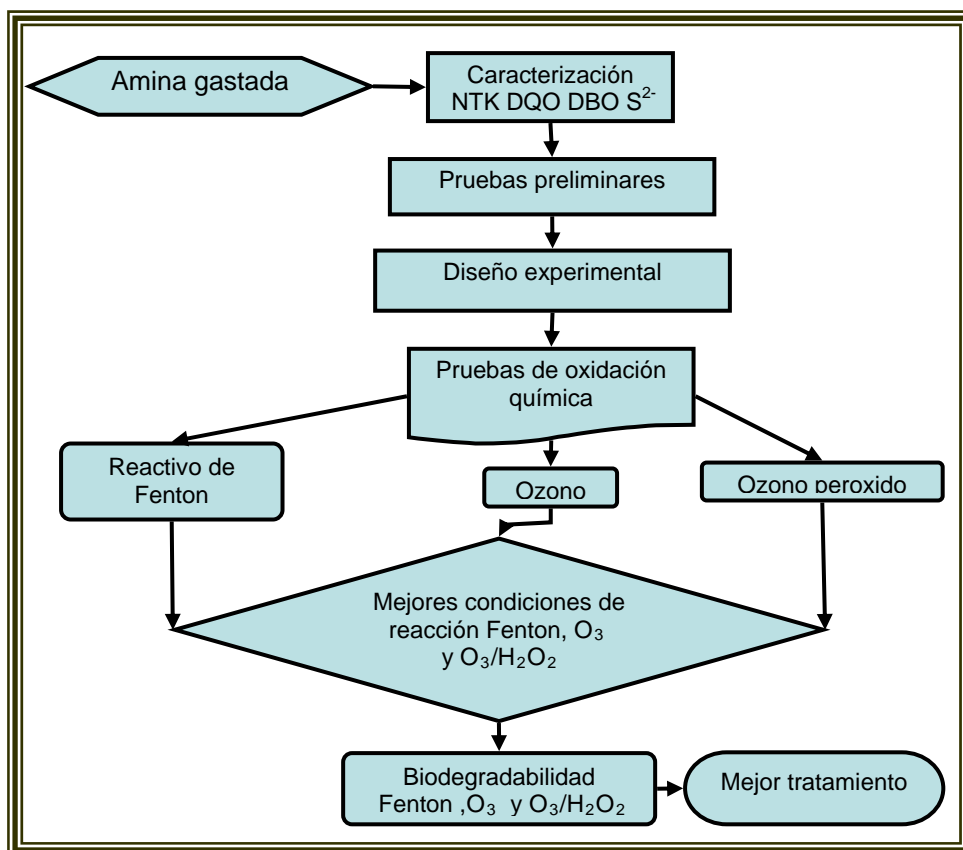 Amina gastada
Caracterización
NTK DQO DBO S²⁻
Pruebas preliminares
Diseño experimental
Pruebas de oxidación
química
Reactivo de
Fenton
Ozono
Ozono peroxido
Mejores condiciones de
reacción Fenton, O₃
y O₃/H₂O₂
Biodegradabilidad
Fenton ,O₃ y O₃/H₂O₂
Mejor tratamiento